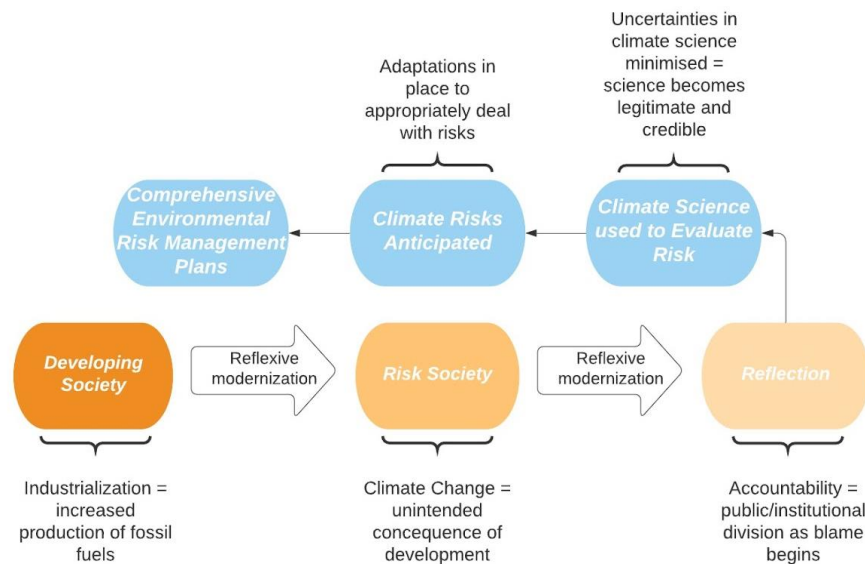 Uncertainties in
climate science
minimised =
science becomes
legitimate and
credible
Adaptations in
place to
appropriately deal
with risks
Comprehensive
Environmental
Risk Management
Plans
Climate Risks
Anticipated
Climate Science
used to Evaluate
Risk
Developing
Society
Reflexive
modernization
Risk Society
Reflexive
modernization
Reflection
Industrialization =
increased
production of fossil
fuels
Climate Change =
unintended
concequence of
development
Accountability =
public/institutional
division as blame
begins